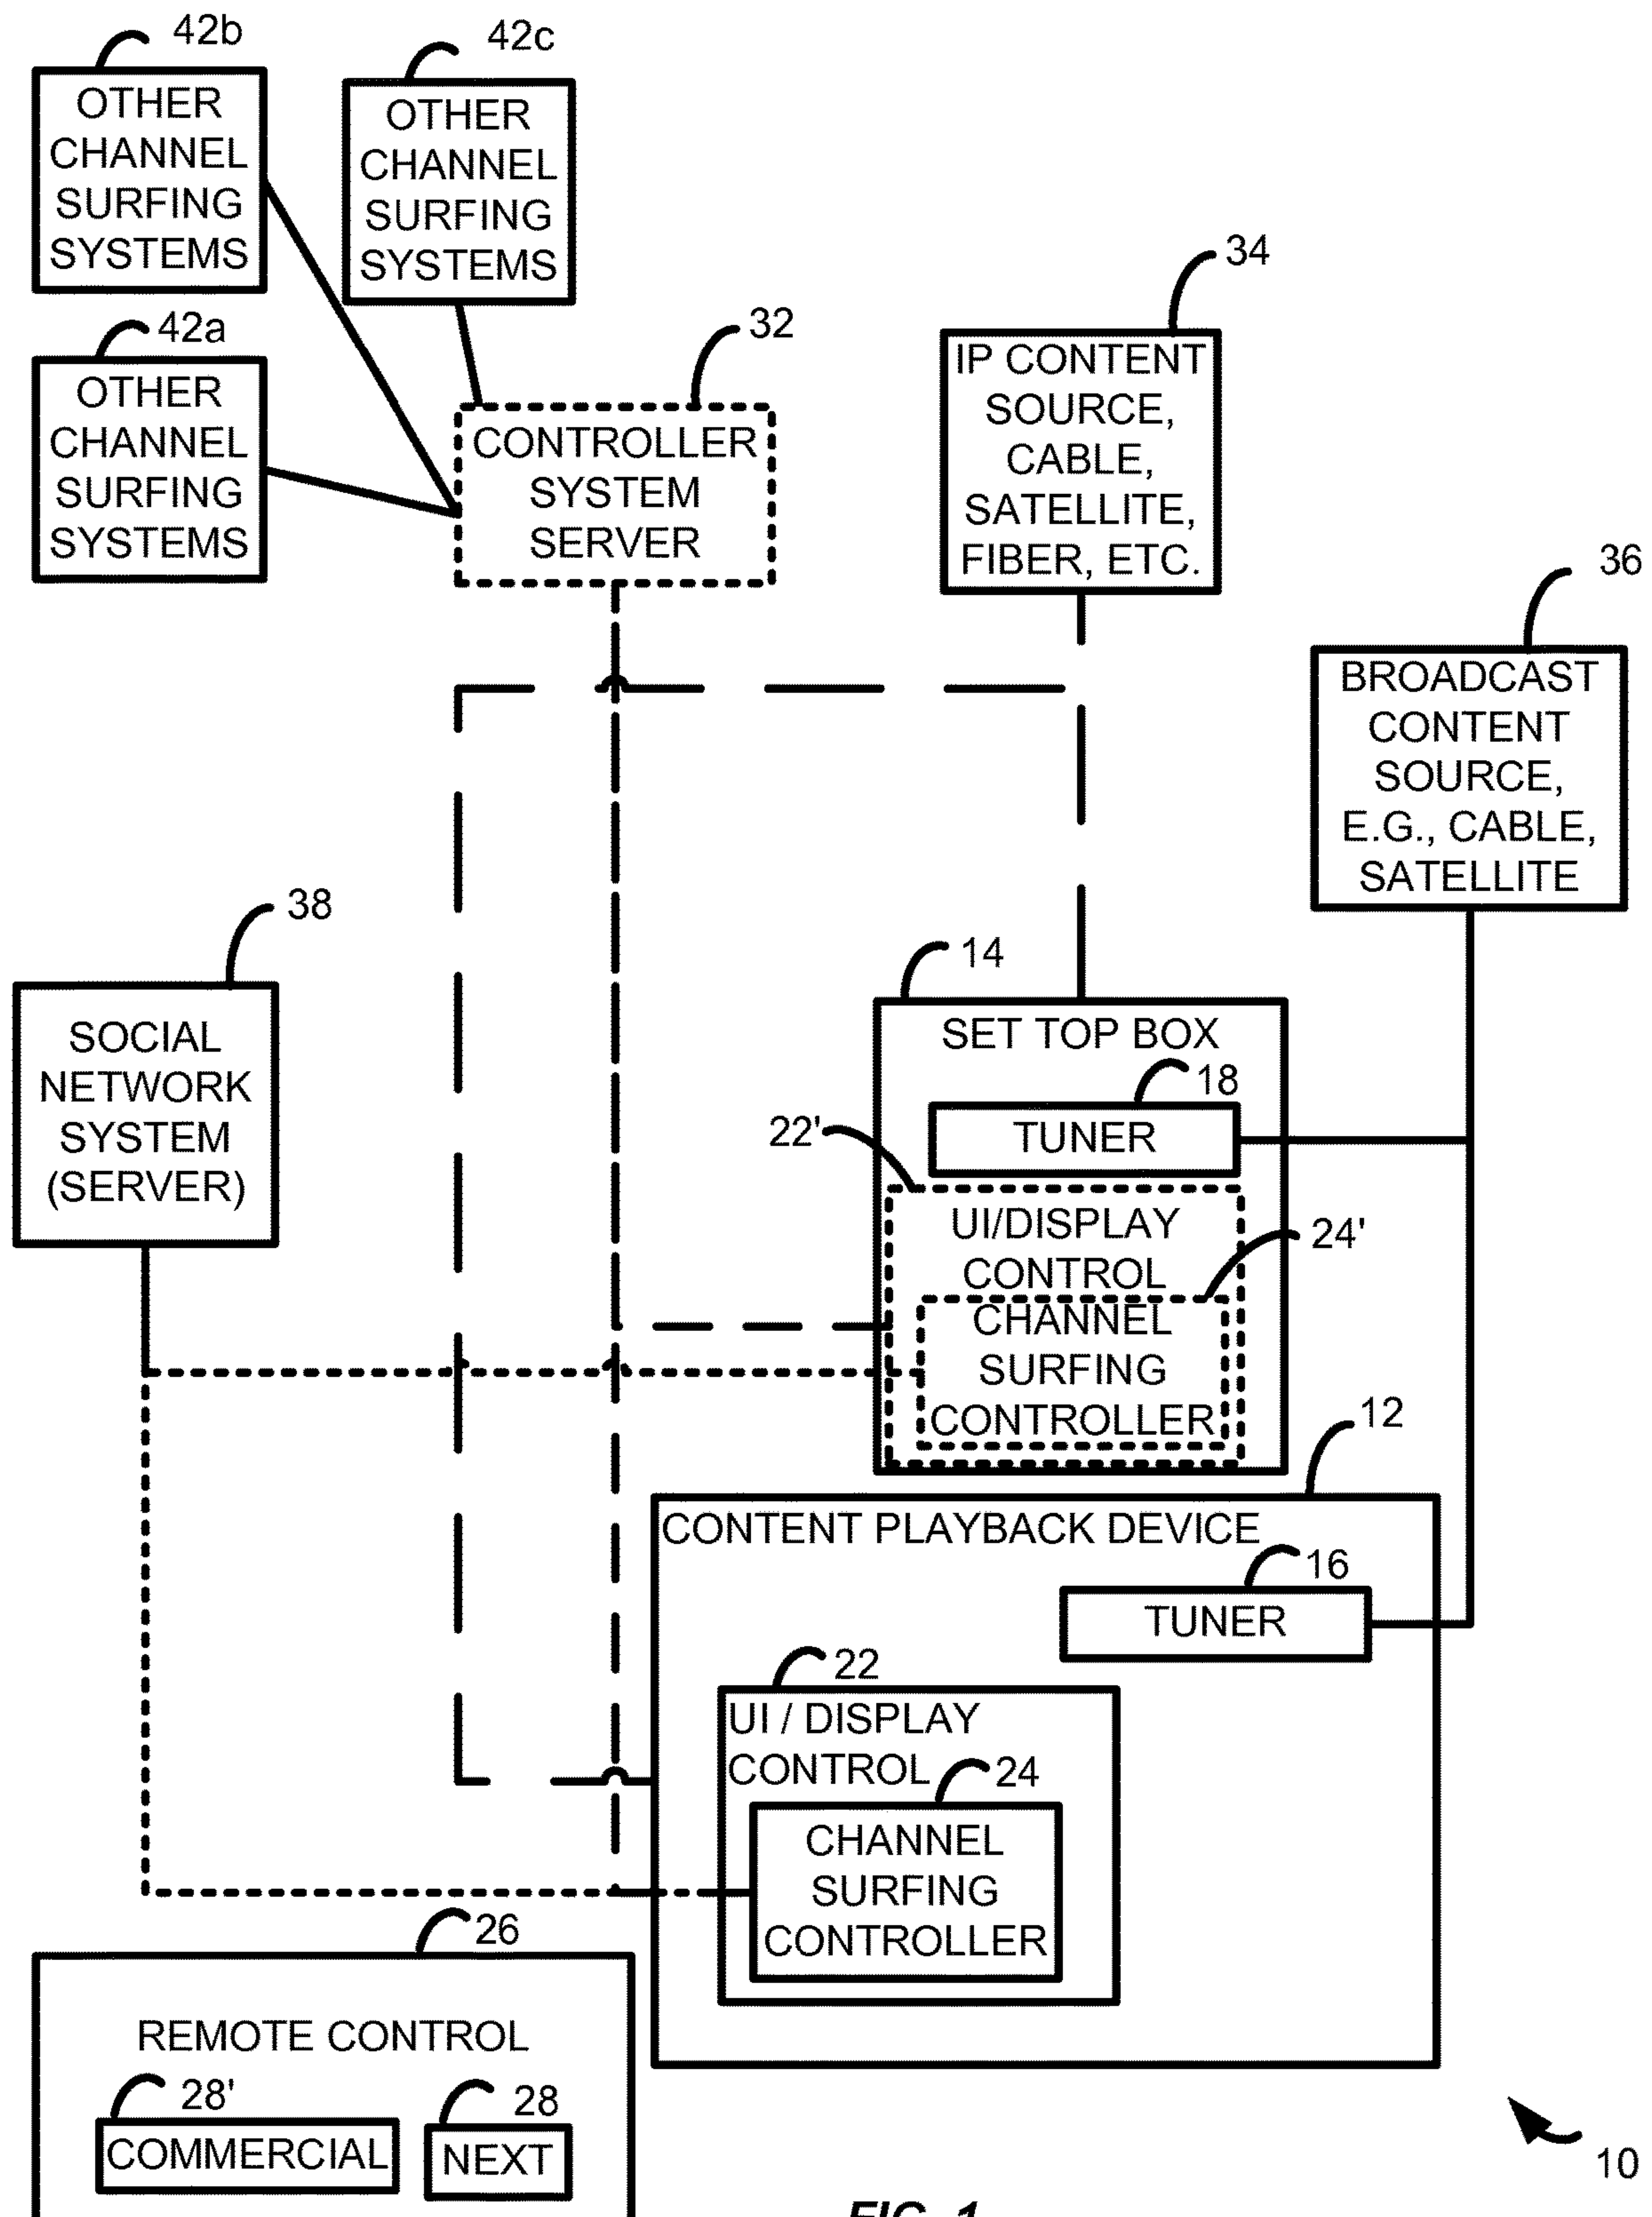 42b
OTHER
CHANNEL
SURFING
SYSTEMS
42c
OTHER
CHANNEL
SURFING
SYSTEMS
42a
OTHER
CHANNEL
SURFING
SYSTEMS
32
CONTROLLER
SYSTEM
SERVER
34
IP CONTENT
SOURCE,
CABLE,
SATELLITE,
FIBER, ETC.
36
BROADCAST
CONTENT
SOURCE,
E.G., CABLE,
SATELLITE
38
SOCIAL
NETWORK
SYSTEM
(SERVER)
14
SET TOP BOX
18
TUNER
22'
UI/DISPLAY
CONTROL
24'
CHANNEL
SURFING
CONTROLLER
12
CONTENT PLAYBACK DEVICE
16
TUNER
22
UI / DISPLAY
CONTROL
24
CHANNEL
SURFING
CONTROLLER
26
REMOTE CONTROL
28'
COMMERCIAL
28
NEXT
10
FIG. 1